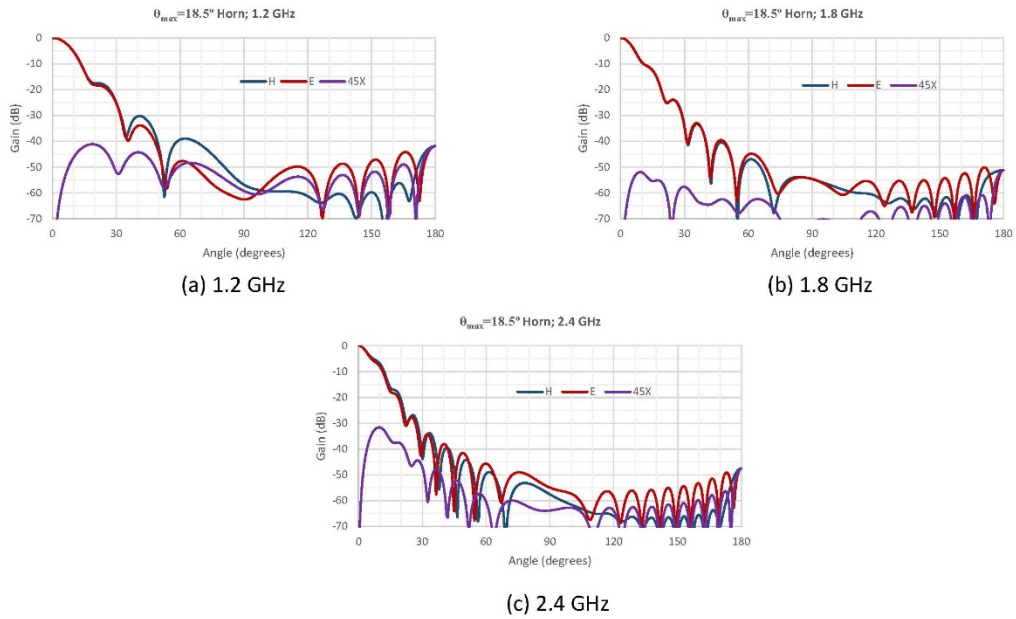 θmax=18.5º Horn; 1.2 GHz
0
-10
-20
-30
-40
-50
-60
-70
Gain (dB)
H E 45X
0 30 60 90 120 150 180
Angle (degrees)
(a) 1.2 GHz
θmax=18.5º Horn; 1.8 GHz
0
-10
-20
-30
-40
-50
-60
-70
Gain (dB)
H E 45X
0 30 60 90 120 150 180
Angle (degrees)
(b) 1.8 GHz
θmax=18.5º Horn; 2.4 GHz
0
-10
-20
-30
-40
-50
-60
-70
Gain (dB)
H E 45X
0 30 60 90 120 150 180
Angle (degrees)
(c) 2.4 GHz